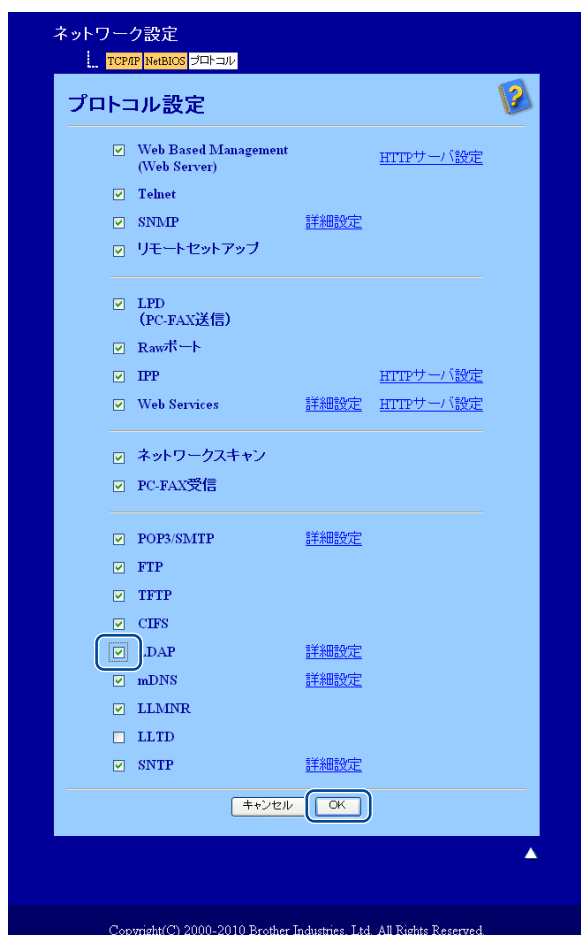 ネットワーク設定
TCP/IP NetBIOS プロトコル
プロトコル設定
Web Based Management
(Web Server) HTTPサーバ設定
Telnet
SNMP 詳細設定
リモートセットアップ
LPD
(PC-FAX送信)
Rawポート
IPP HTTPサーバ設定
Web Services 詳細設定 HTTPサーバ設定
ネットワークスキャン
PC-FAX受信
POP3/SMTP 詳細設定
FTP
TFTP
CIFS
LDAP 詳細設定
mDNS 詳細設定
LLMNR
LLTD
SNTP 詳細設定
キャンセル OK
Copyright(C) 2000-2010 Brother Industries, Ltd. All Rights Reserved.